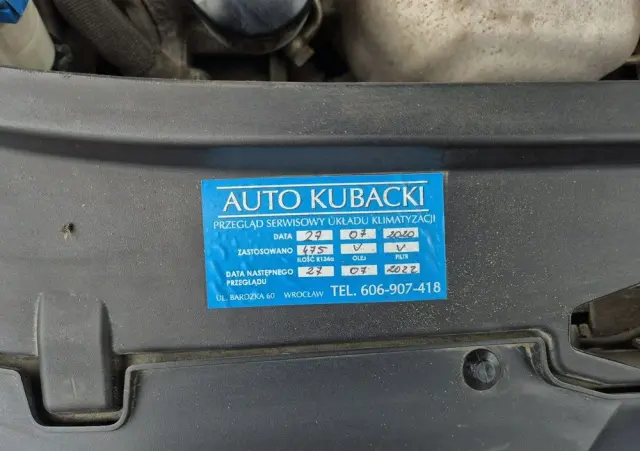 AUTO KUBACKI
PRZEGLĄD SERWISOWY UKŁADU KLIMATYZACJI
DATA 27 07 2020
ZASTOSOWANO 475 V V
ILOŚĆ R134a OLEJ FILTR
DATA NASTĘPNEGO PRZEGLĄDU 27 07 2022
UL. BARDZKA 60 WROCŁAW TEL. 606-907-418